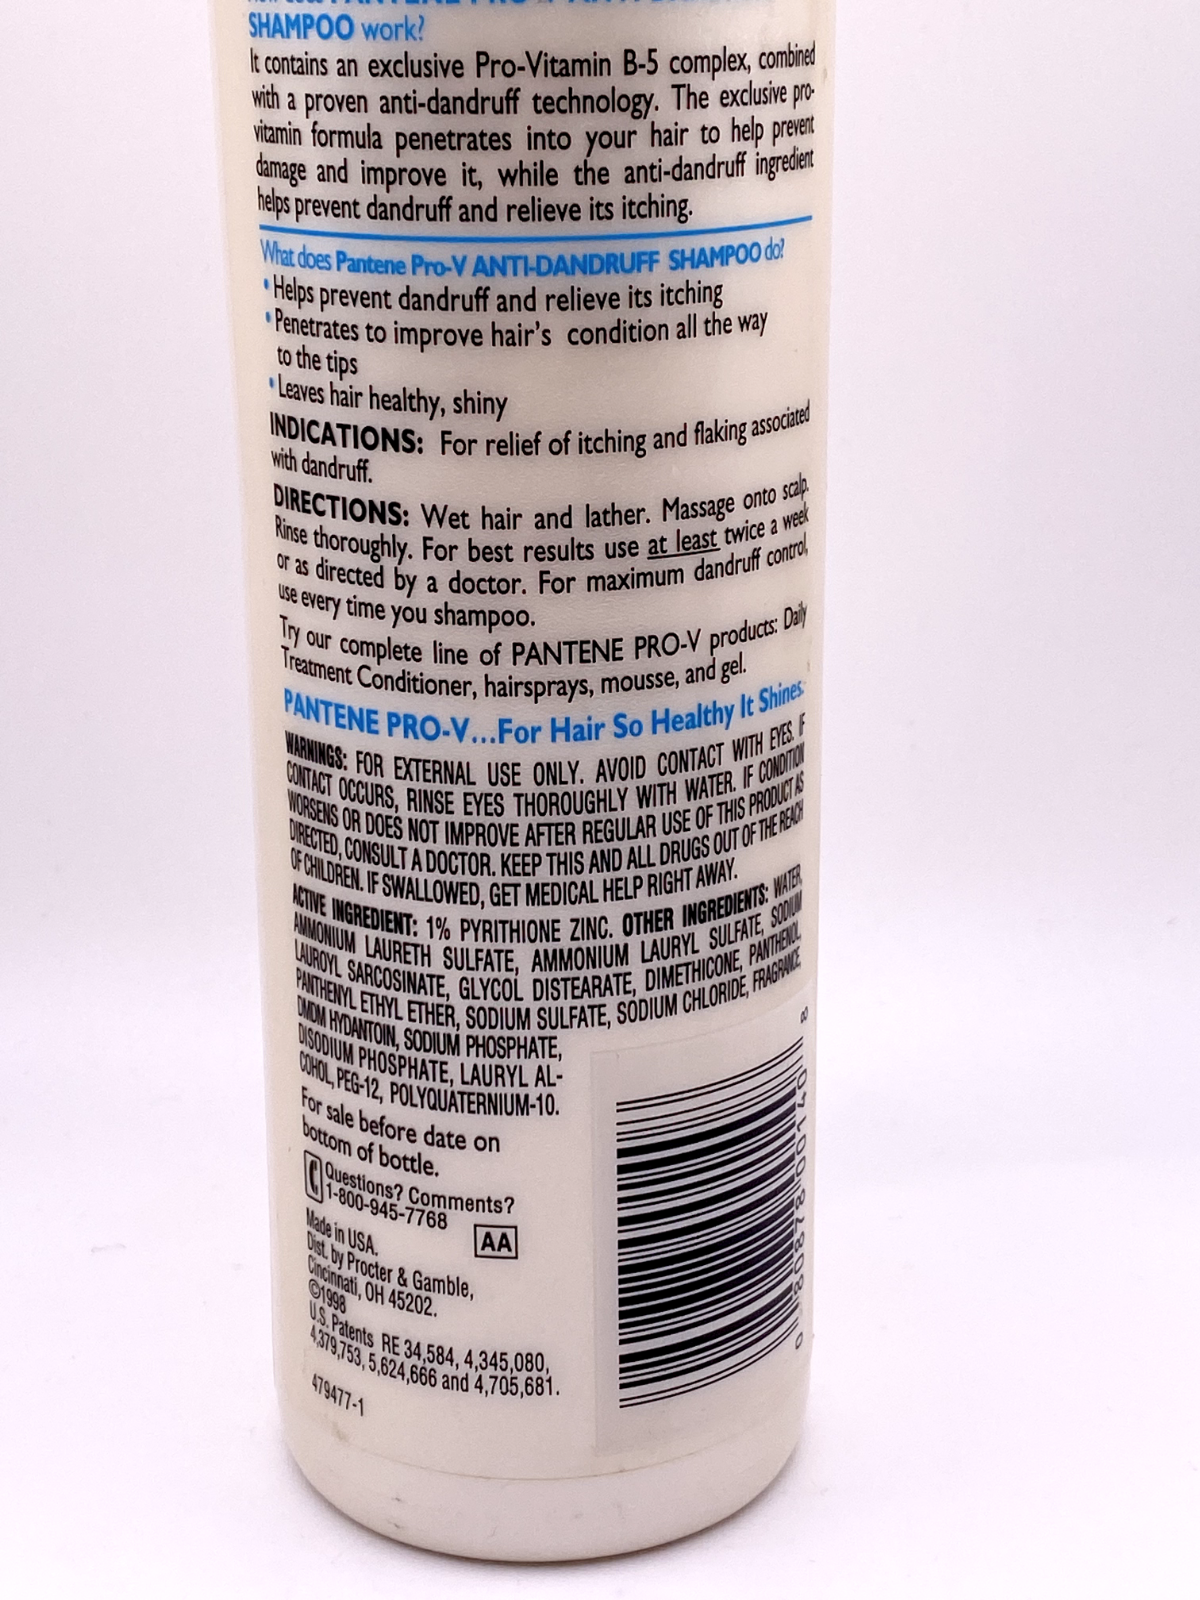 PANTENE PRO-V
SHAMPOO work?
It contains an exclusive Pro-Vitamin B-5 complex, combined
with a proven anti-dandruff technology. The exclusive pro-
vitamin formula penetrates into your hair to help prevent
damage and improve it, while the anti-dandruff ingredient
helps prevent dandruff and relieve its itching.
What does Pantene Pro-V ANTI-DANDRUFF SHAMPOO do?
• Helps prevent dandruff and relieve its itching
• Penetrates to improve hair's condition all the way
to the tips
• Leaves hair healthy, shiny
INDICATIONS: For relief of itching and flaking associated
with dandruff.
DIRECTIONS: Wet hair and lather. Massage onto scalp.
Rinse thoroughly. For best results use at least twice a week
or as directed by a doctor. For maximum dandruff control,
use every time you shampoo.
Try our complete line of PANTENE PRO-V products: Daily
Treatment Conditioner, hairsprays, mousse, and gel.
PANTENE PRO-V...For Hair So Healthy It Shines.
WARNINGS: FOR EXTERNAL USE ONLY. AVOID CONTACT WITH EYES. IF
CONTACT OCCURS, RINSE EYES THOROUGHLY WITH WATER. IF CONDITION
WORSENS OR DOES NOT IMPROVE AFTER REGULAR USE OF THIS PRODUCT AS
DIRECTED, CONSULT A DOCTOR. KEEP THIS AND ALL DRUGS OUT OF THE REACH
OF CHILDREN. IF SWALLOWED, GET MEDICAL HELP RIGHT AWAY.
ACTIVE INGREDIENT: 1% PYRITHIONE ZINC. OTHER INGREDIENTS: WATER,
AMMONIUM LAURETH SULFATE, AMMONIUM LAURYL SULFATE, SODIUM
LAUROYL SARCOSINATE, GLYCOL DISTEARATE, DIMETHICONE, PANTHENOL,
PANTHENYL ETHYL ETHER, SODIUM SULFATE, SODIUM CHLORIDE, FRAGRANCE,
DMDM HYDANTOIN, SODIUM PHOSPHATE,
DISODIUM PHOSPHATE, LAURYL AL-
COHOL, PEG-12, POLYQUATERNIUM-10.
For sale before date on
bottom of bottle.
Questions? Comments?
1-800-945-7768
AA
Made in USA.
Dist. by Procter & Gamble,
Cincinnati, OH 45202.
©1998
U.S. Patents RE 34,584, 4,345,080,
4,379,753, 5,624,666 and 4,705,681.
479477-1
0 80878 00140 8